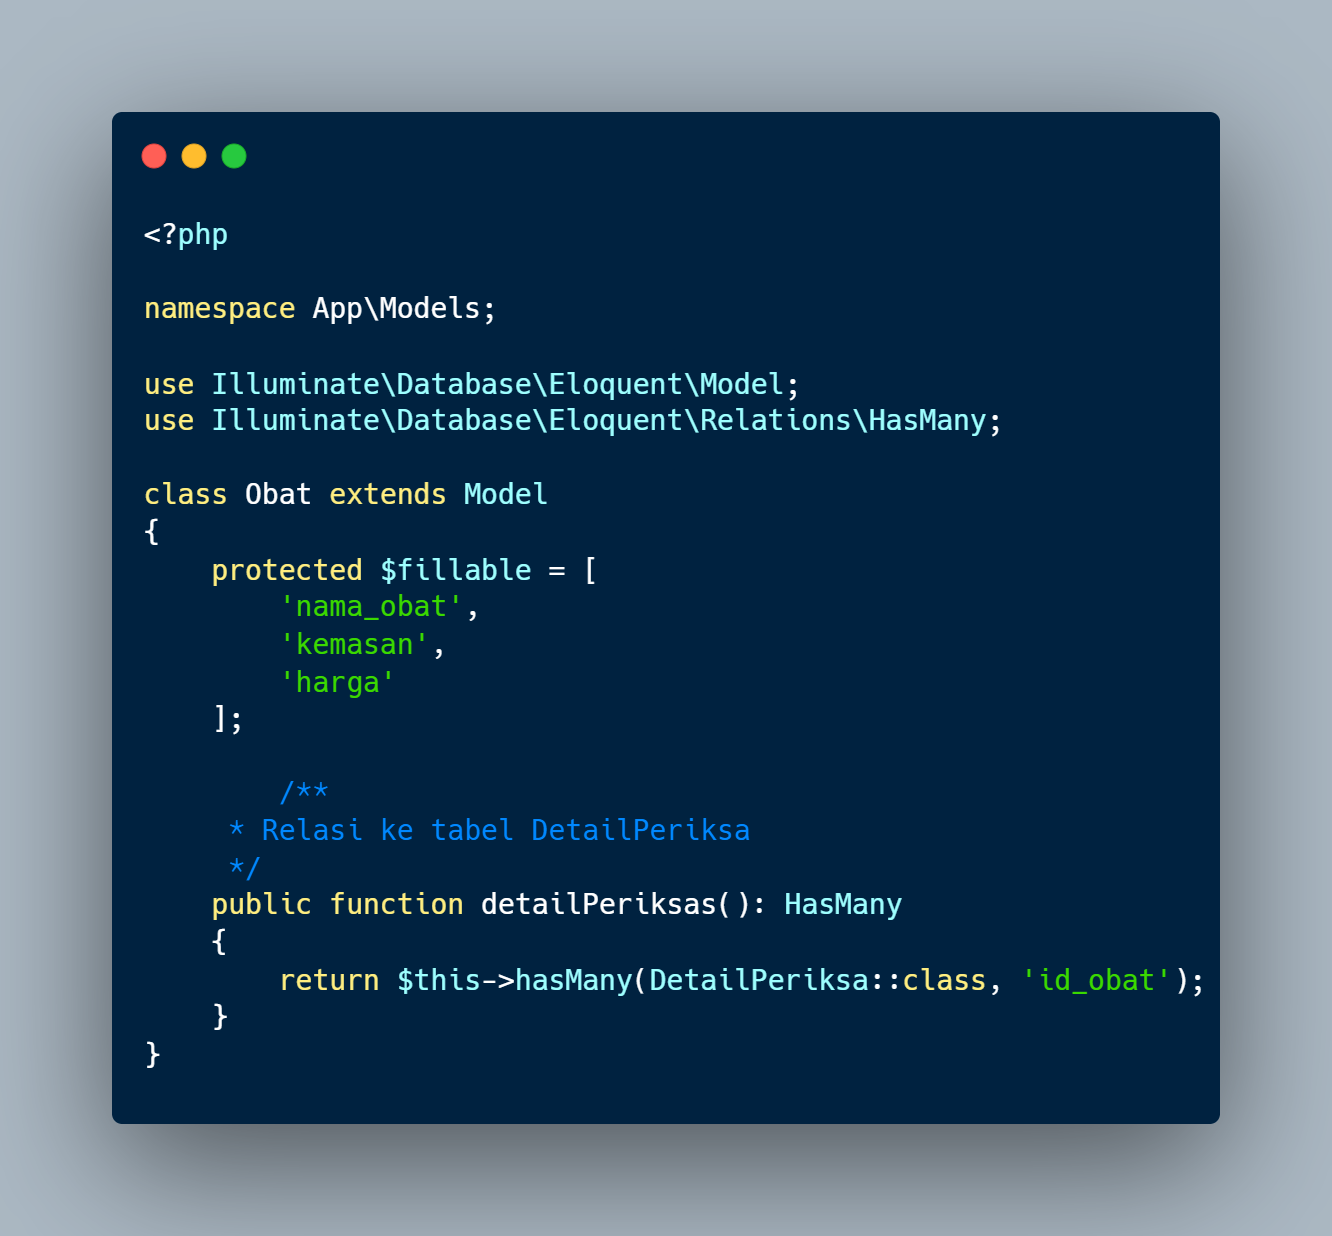 <?php

namespace App\Models;

use Illuminate\Database\Eloquent\Model;
use Illuminate\Database\Eloquent\Relations\HasMany;

class Obat extends Model
{
    protected $fillable = [
        'nama_obat',
        'kemasan',
        'harga'
    ];

        /**
     * Relasi ke tabel DetailPeriksa
     */
    public function detailPeriksas(): HasMany
    {
        return $this->hasMany(DetailPeriksa::class, 'id_obat');
    }
}